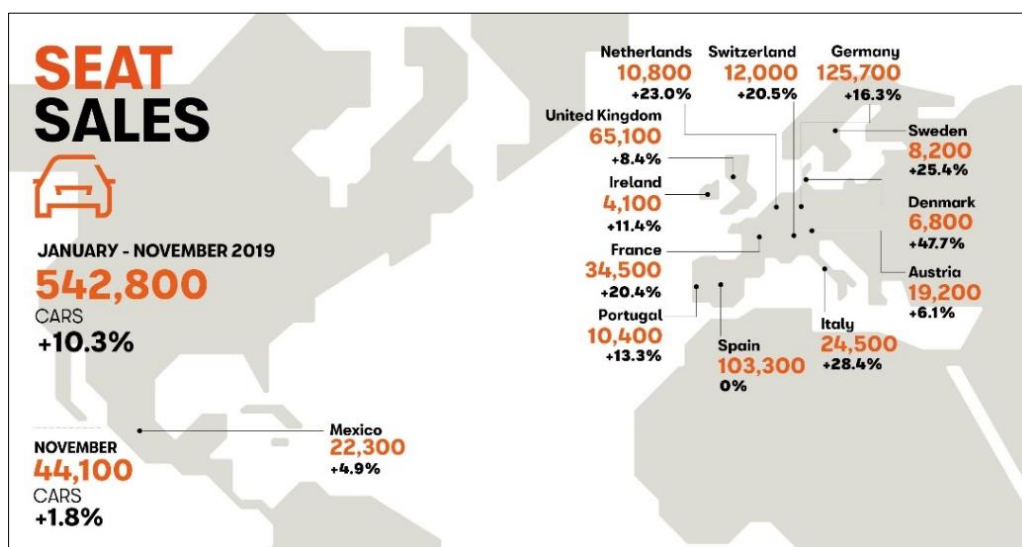 SEAT
SALES
JANUARY - NOVEMBER 2019
542,800
CARS
+10.3%
NOVEMBER
44,100
CARS
+1.8%
Mexico
22,300
+4.9%
Netherlands
10,800
+23.0%
Switzerland
12,000
+20.5%
Germany
125,700
+16.3%
United Kingdom
65,100
+8.4%
Ireland
4,100
+11.4%
France
34,500
+20.4%
Portugal
10,400
+13.3%
Spain
103,300
0%
Italy
24,500
+28.4%
Sweden
8,200
+25.4%
Denmark
6,800
+47.7%
Austria
19,200
+6.1%